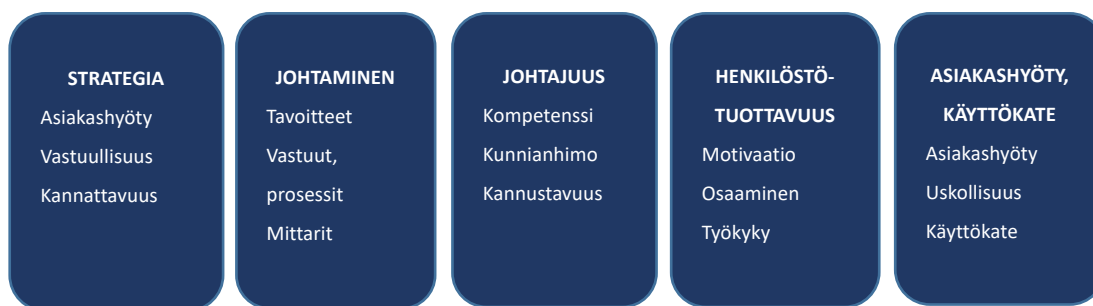 STRATEGIA
Asiakashyöty
Vastuullisuus
Kannattavuus
JOHTAMINEN
Tavoitteet
Vastuut,
prosessit
Mittarit
JOHTAJUUS
Kompetenssi
Kunnianhimo
Kannustavuus
HENKILÖSTÖ-
TUOTTAVUUS
Motivaatio
Osaaminen
Työkyky
ASIAKASHYÖTY,
KÄYTTÖKATE
Asiakashyöty
Uskollisuus
Käyttökate